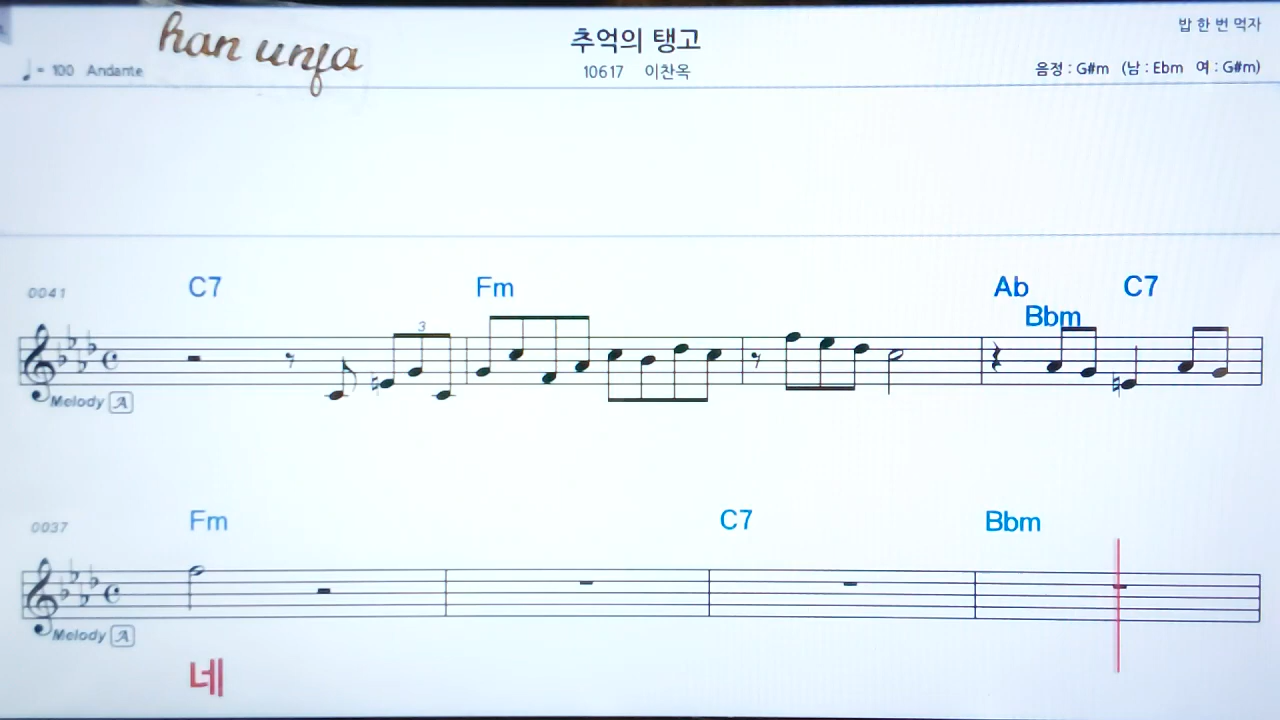 han unja
추억의 탱고
밥 한 번 먹자
♩= 100 Andante
10617 이찬옥
음정 : G#m (남 : Ebm 여 : G#m)
0041
C7 Fm Ab Bbm C7
3
Melody A
0037
Fm C7 Bbm
Melody A
네